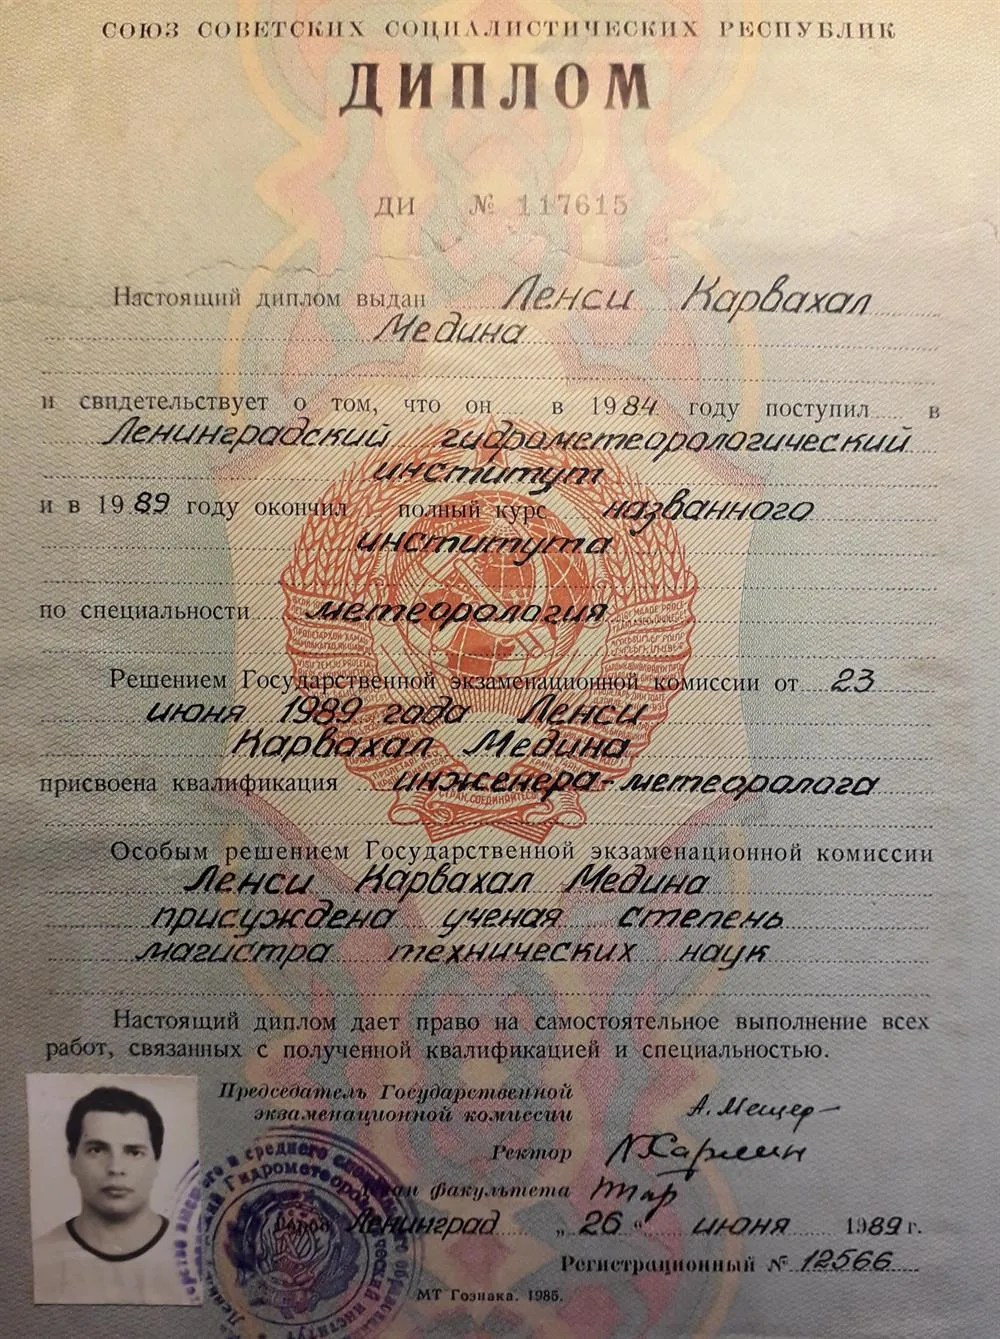 СОЮЗ СОВЕТСКИХ СОЦИАЛИСТИЧЕСКИХ РЕСПУБЛИК
ДИПЛОМ
ДИ № 117615
Настоящий диплом выдан Ленси Карвахал
Медина
и свидетельствует о том, что он в 1984 году поступил в
Ленинградский гидрометеорологический
институт
и в 1989 году окончил полный курс названного
института
по специальности метеорология
Решением Государственной экзаменационной комиссии от 23
июня 1989 года Ленси
Карвахал Медина
присвоена квалификация инженера-метеоролога
Особым решением Государственной экзаменационной комиссии
Ленси Карвахал Медина
присуждена ученая степень
магистра технических наук
Настоящий диплом дает право на самостоятельное выполнение всех
работ, связанных с полученной квалификацией и специальностью.
Председатель Государственной
экзаменационной комиссии А. Мещер
Ректор
факультета
Город Ленинград „ 26 “ июня 1989 г.
Регистрационный № 12566
МТ Гознака. 1985.